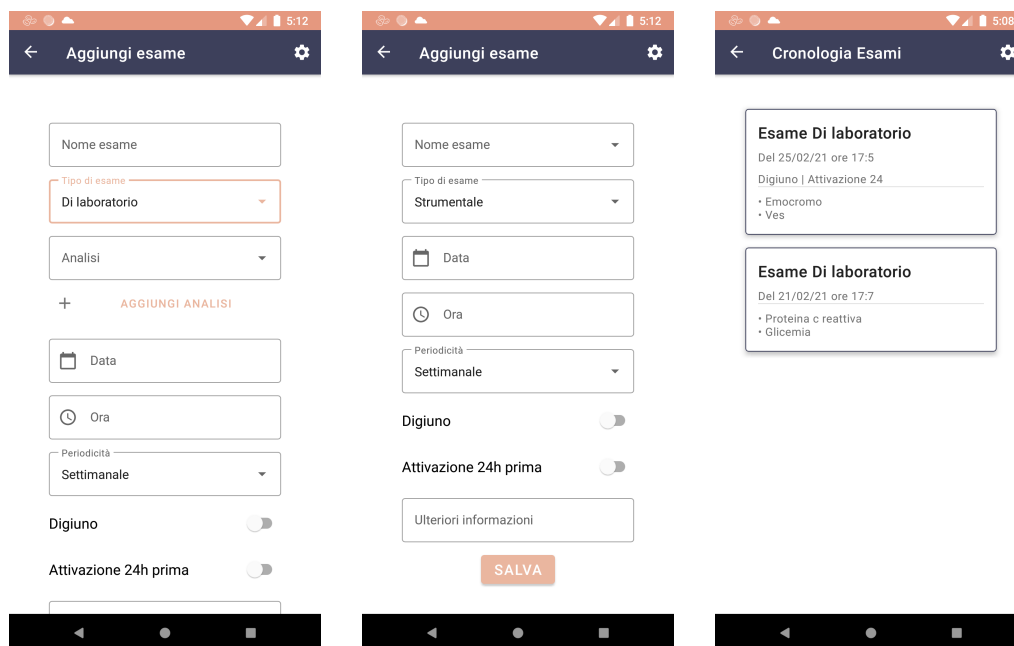 5:12
Aggiungi esame
Nome esame
Tipo di esame
Di laboratorio
Analisi
AGGIUNGI ANALISI
Data
Ora
Periodicità
Settimanale
Digiuno
Attivazione 24h prima
5:12
Aggiungi esame
Nome esame
Tipo di esame
Strumentale
Data
Ora
Periodicità
Settimanale
Digiuno
Attivazione 24h prima
Ulteriori informazioni
SALVA
5:08
Cronologia Esami
Esame Di laboratorio
Del 25/02/21 ore 17:5
Digiuno | Attivazione 24
• Emocromo
• Ves
Esame Di laboratorio
Del 21/02/21 ore 17:7
• Proteina c reattiva
• Glicemia